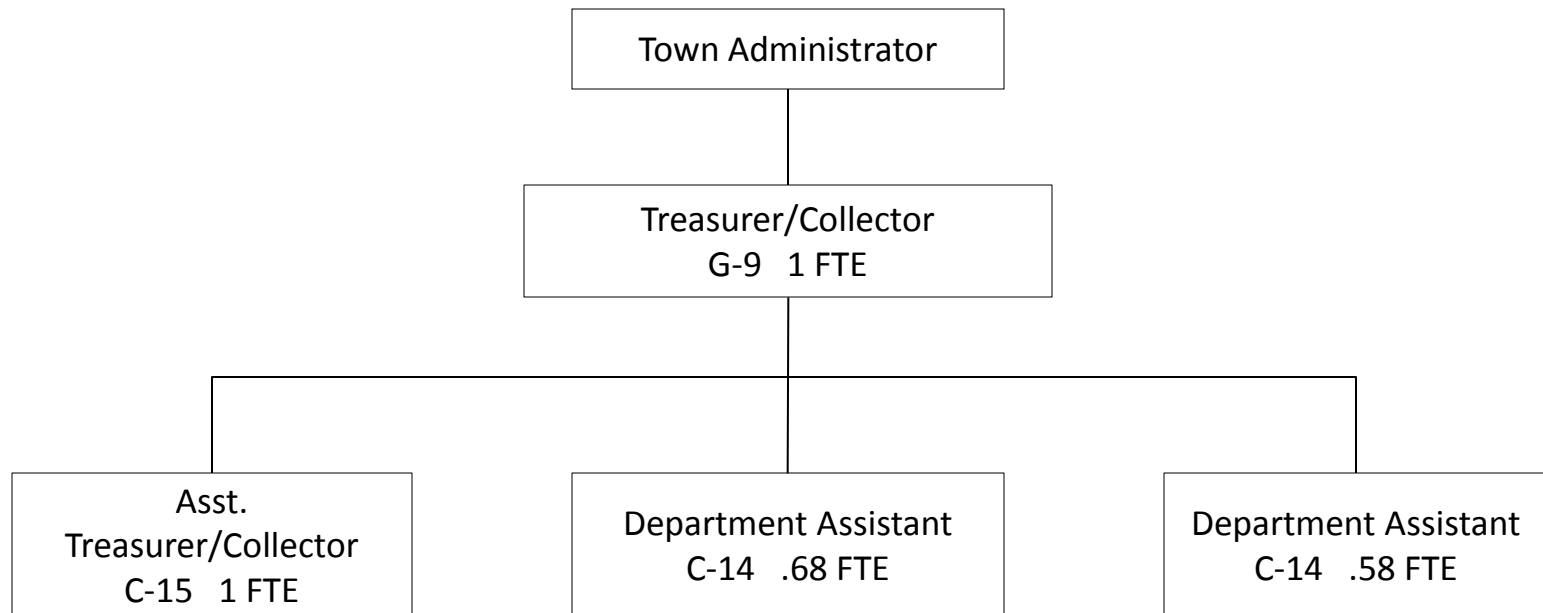 Town Administrator
Treasurer/Collector
G-9   1 FTE
Asst.
Treasurer/Collector
C-15   1 FTE
Department Assistant
C-14   .68 FTE
Department Assistant
C-14   .58 FTE